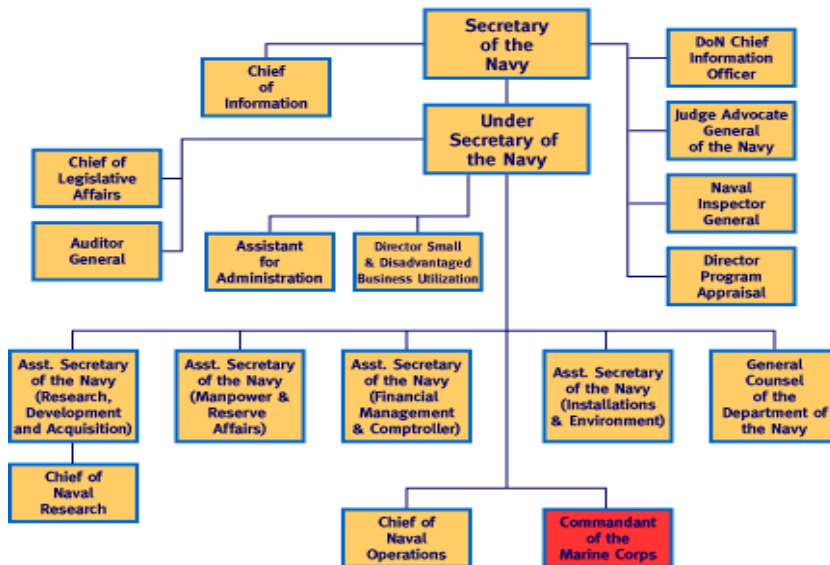 Secretary
of the
Navy
Chief
of
Information
DoN Chief
Information
Officer
Under
Secretary of
the Navy
Judge Advocate
General
of the Navy
Chief of
Legislative
Affairs
Naval
Inspector
General
Auditor
General
Assistant
for
Administration
Director Small
& Disadvantaged
Business Utilization
Director
Program
Appraisal
Asst. Secretary
of the Navy
(Research,
Development
and Acquisition)
Asst. Secretary
of the Navy
(Manpower &
Reserve
Affairs)
Asst. Secretary
of the Navy
(Financial
Management
& Comptroller)
Asst. Secretary
of the Navy
(Installations
& Environment)
General
Counsel
of the
Department of
the Navy
Chief of
Naval
Research
Chief of
Naval
Operations
Commandant
of the
Marine Corps